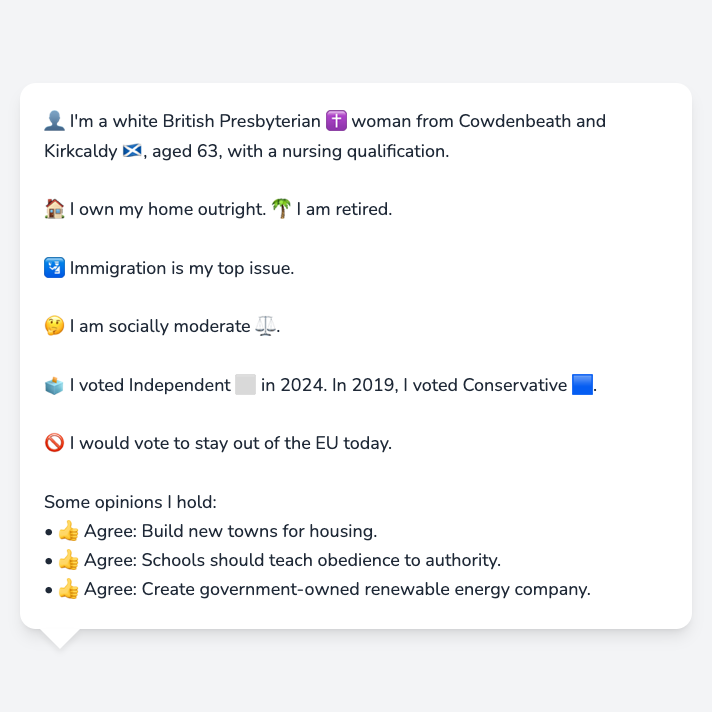 👤 I'm a white British Presbyterian ✝️ woman from Cowdenbeath and
Kirkcaldy 🏴󠁧󠁢󠁳󠁣󠁴󠁿, aged 63, with a nursing qualification.
🏠 I own my home outright. 🌴 I am retired.
🛂 Immigration is my top issue.
🤔 I am socially moderate ⚖️.
🗳️ I voted Independent ⬜ in 2024. In 2019, I voted Conservative 🟦.
🚫 I would vote to stay out of the EU today.
Some opinions I hold:
• 👍 Agree: Build new towns for housing.
• 👍 Agree: Schools should teach obedience to authority.
• 👍 Agree: Create government-owned renewable energy company.